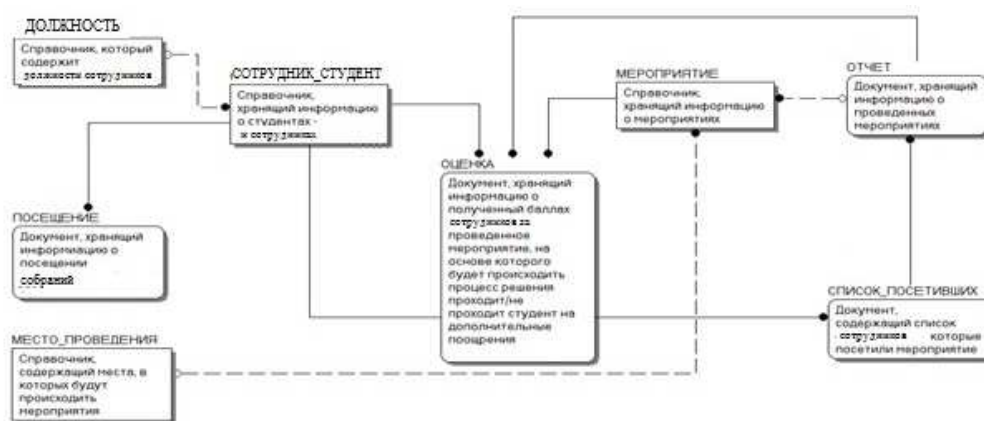 ДОЛЖНОСТЬ
Справочник, который
содержит
должности сотрудников
СОТРУДНИК_СТУДЕНТ
Справочник,
хранящий информацию
о студентах -
и сотрудниках
МЕРОПРИЯТИЕ
Справочник,
хранящий информацию
о мероприятиях
ОТЧЕТ
Документ, хранящий
информацию о
проведенных
мероприятиях
ОЦЕНКА
Документ, хранящий
информацию о
полученный баллах
сотрудников за
проведенное
мероприятие, на
основе которого
будет происходить
процесс решения
проходит/не
проходит студент на
дополнительные
поощрения
ПОСЕЩЕНИЕ
Документ, хранящий
информиацию о
посещении
собраний
МЕСТО_ПРОВЕДЕНИЯ
Справочник,
содержащий места, в
которых будут
происходить
мероприятия
СПИСОК_ПОСЕТИВШИХ
Документ,
содержащий список
- сотрудников которые
посетили мероприятие